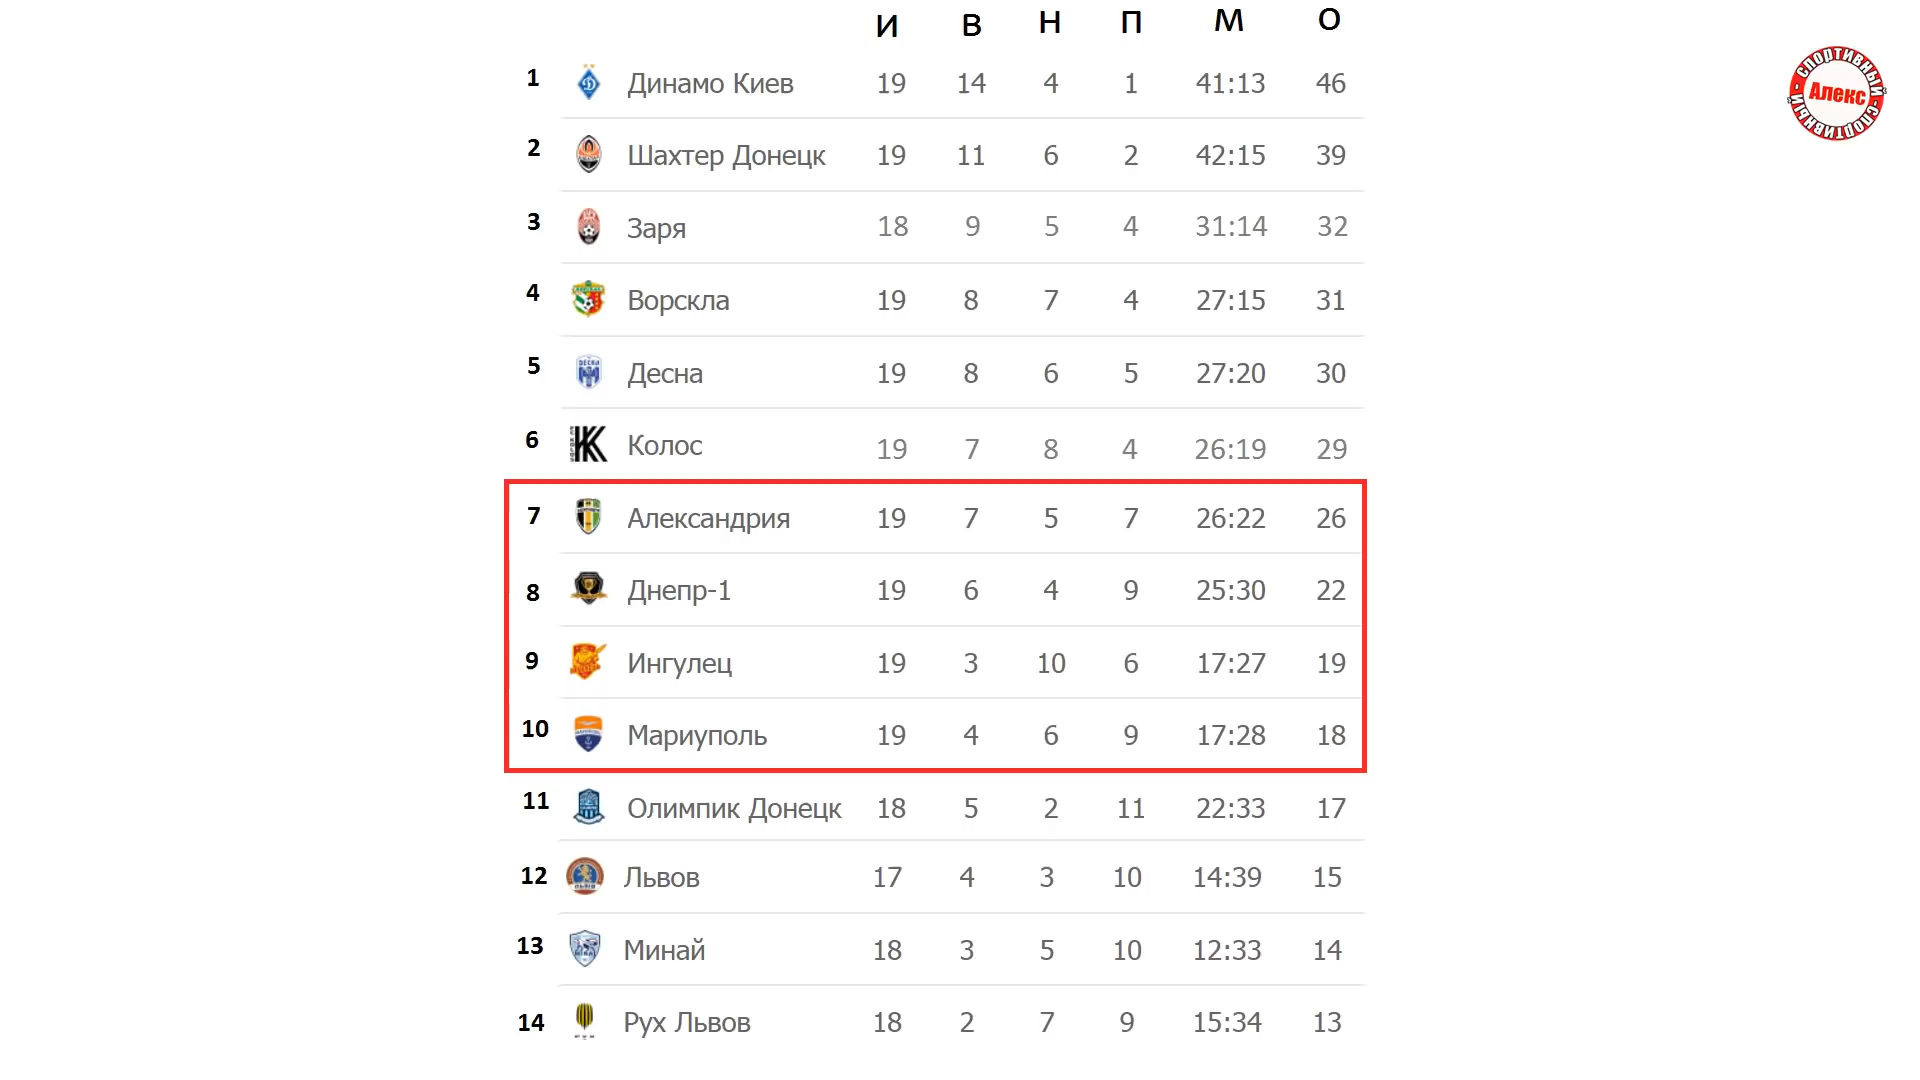 И В Н П М О
1 Динамо Киев 19 14 4 1 41:13 46
2 Шахтер Донецк 19 11 6 2 42:15 39
3 Заря 18 9 5 4 31:14 32
4 Ворскла 19 8 7 4 27:15 31
5 Десна 19 8 6 5 27:20 30
6 Колос 19 7 8 4 26:19 29
7 Александрия 19 7 5 7 26:22 26
8 Днепр-1 19 6 4 9 25:30 22
9 Ингулец 19 3 10 6 17:27 19
10 Мариуполь 19 4 6 9 17:28 18
11 Олимпик Донецк 18 5 2 11 22:33 17
12 Львов 17 4 3 10 14:39 15
13 Минай 18 3 5 10 12:33 14
14 Рух Львов 18 2 7 9 15:34 13
СПОРТИВНЫЙ
Алекс
СПОРТИВНЫЙ